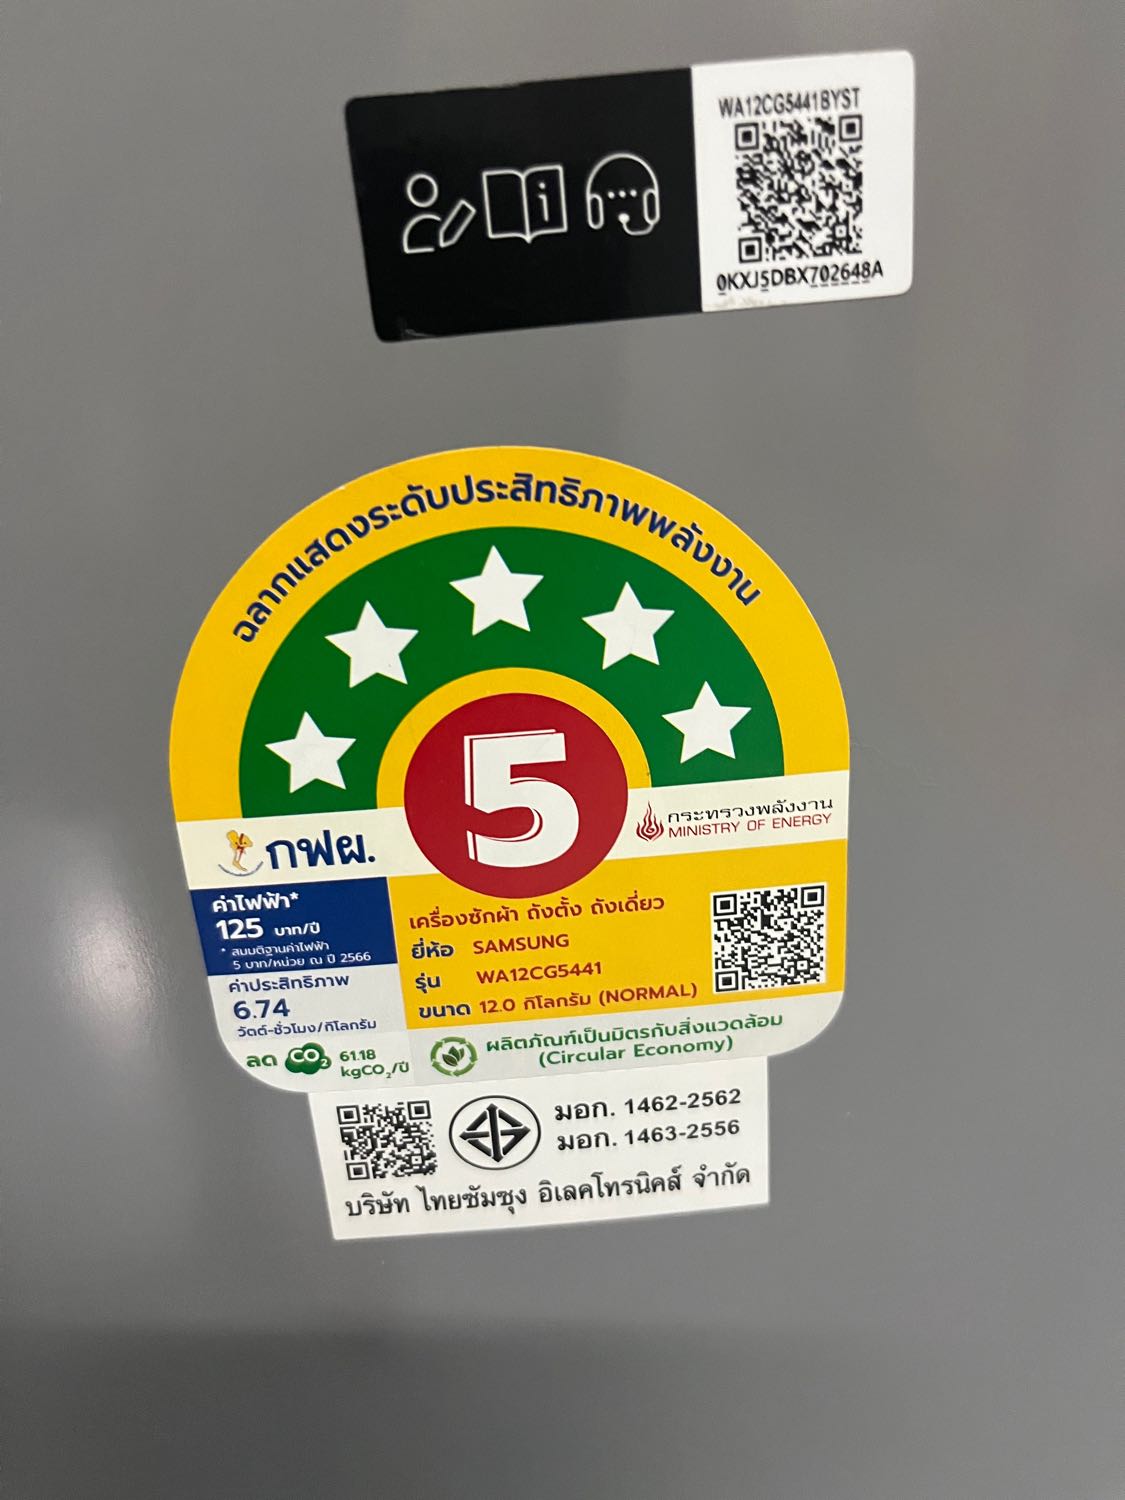 WA12CG5441BYST
0KXJ5DBX702648A
ฉลากแสดงระดับประสิทธิภาพพลังงาน
5
กฟผ.
กระทรวงพลังงาน
MINISTRY OF ENERGY
ค่าไฟฟ้า*
125 บาท/ปี
* สมมติฐานค่าไฟฟ้า
5 บาท/หน่วย ณ ปี 2566
ค่าประสิทธิภาพ
6.74
วัตต์-ชั่วโมง/กิโลกรัม
เครื่องซักผ้า ถังตั้ง ถังเดี่ยว
ยี่ห้อ SAMSUNG
รุ่น WA12CG5441
ขนาด 12.0 กิโลกรัม (NORMAL)
ลด CO₂ 61.18
kgCO₂/ปี
ผลิตภัณฑ์เป็นมิตรกับสิ่งแวดล้อม
(Circular Economy)
มอก. 1462-2562
มอก. 1463-2556
บริษัท ไทยซัมซุง อิเลคโทรนิคส์ จำกัด